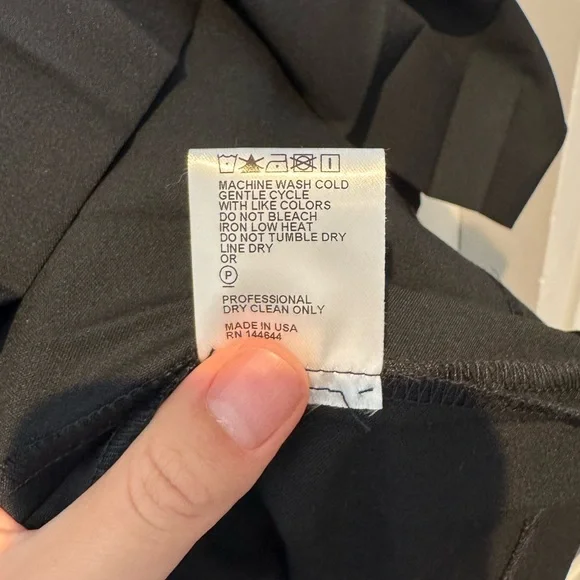 MACHINE WASH COLD
GENTLE CYCLE
WITH LIKE COLORS
DO NOT BLEACH
IRON LOW HEAT
DO NOT TUMBLE DRY
LINE DRY
OR
P
PROFESSIONAL
DRY CLEAN ONLY
MADE IN USA
RN 144644